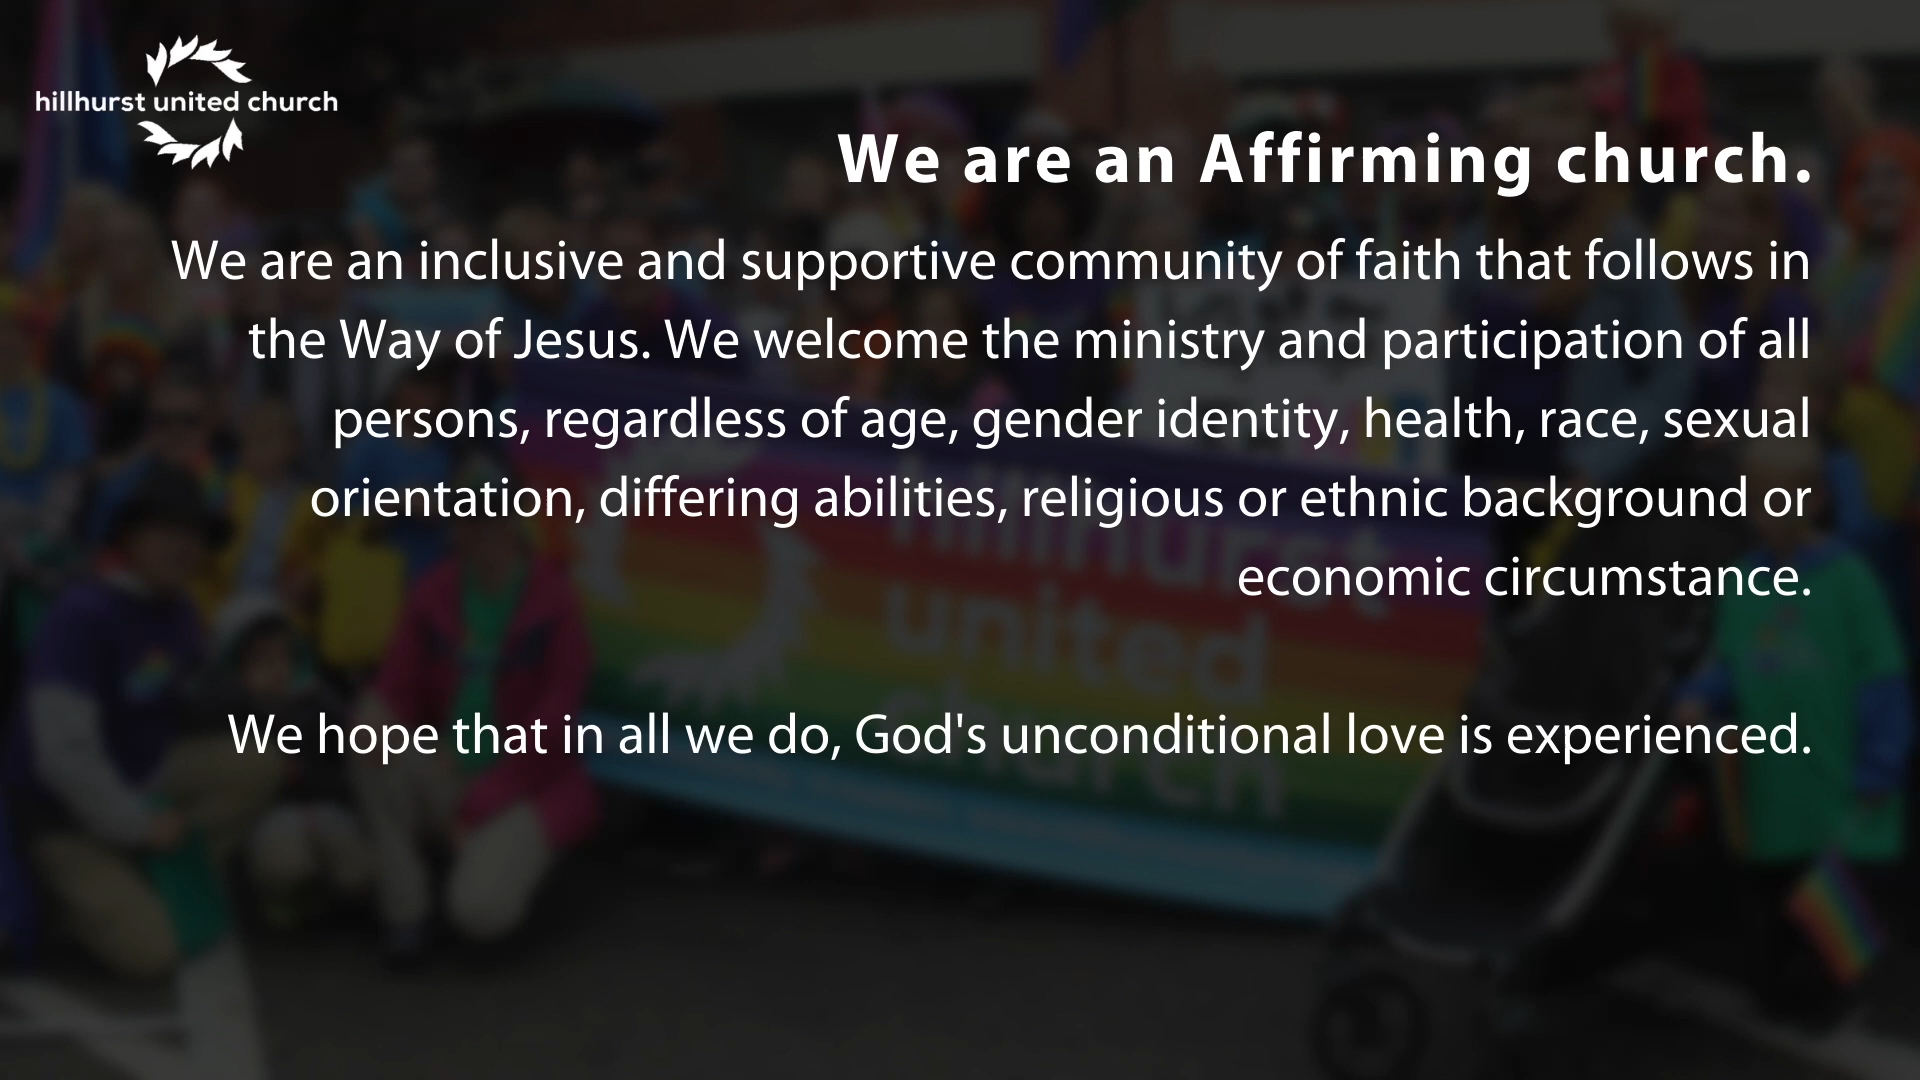 hillhurst united church
We are an Affirming church.
We are an inclusive and supportive community of faith that follows in
the Way of Jesus. We welcome the ministry and participation of all
persons, regardless of age, gender identity, health, race, sexual
orientation, differing abilities, religious or ethnic background or
economic circumstance.
We hope that in all we do, God's unconditional love is experienced.
hillhurst
united
church